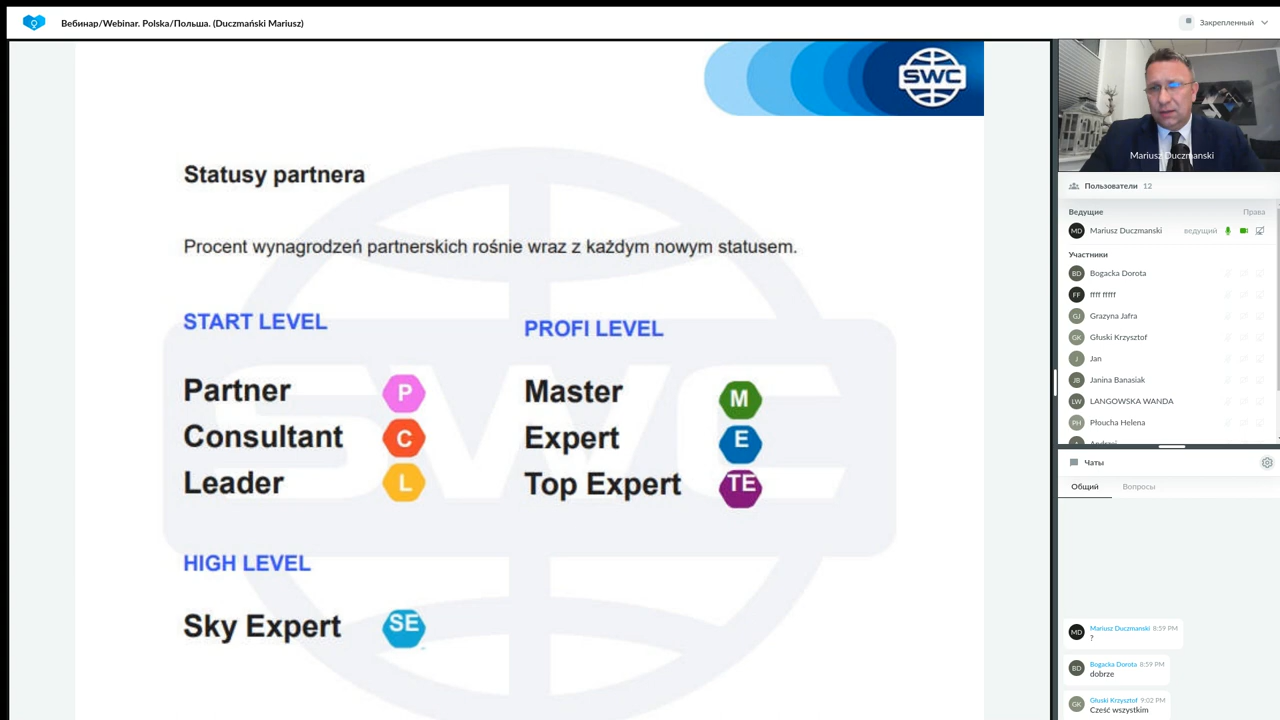 Вебинар/Webinar. Polska/Польша. (Duczmański Mariusz)
Закрепленный
SWC
Statusy partnera
Procent wynagrodzeń partnerskich rośnie wraz z każdym nowym statusem.
START LEVEL
Partner P
Consultant C
Leader L
PROFI LEVEL
Master M
Expert E
Top Expert TE
HIGH LEVEL
Sky Expert SE
SWC
Mariusz Duczmanski
Пользователи 12
Ведущие Права
MD Mariusz Duczmanski ведущий
Участники
BD Bogacka Dorota
FF ffff fffff
GJ Grazyna Jafra
GK Głuski Krzysztof
J Jan
JB Janina Banasiak
LW LANGOWSKA WANDA
PH Płoucha Helena
Чаты
Общий Вопросы
MD Mariusz Duczmanski 8:59 PM
?
BD Bogacka Dorota 8:59 PM
dobrze
GK Głuski Krzysztof 9:02 PM
Cześć wszystkim